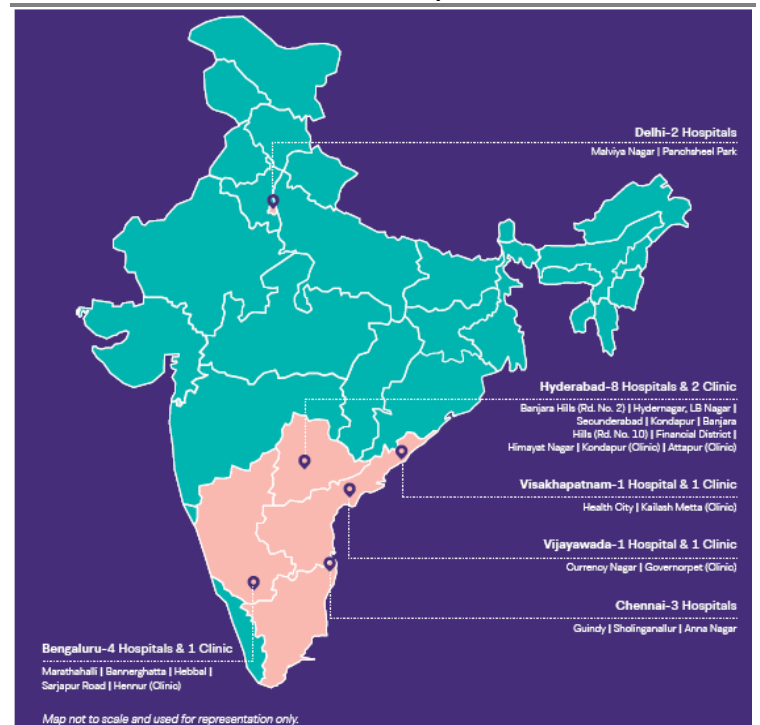 Delhi-2 Hospitals
Malviya Nagar | Panchsheel Park
Hyderabad-8 Hospitals & 2 Clinic
Banjara Hills (Rd. No. 2) | Hydernagar, LB Nagar |
Secunderabad | Kondapur | Banjara
Hills (Rd. No. 10) | Financial District |
Himayat Nagar | Kondapur (Clinic) | Attapur (Clinic)
Visakhapatnam-1 Hospital & 1 Clinic
Health City | Kailash Metta (Clinic)
Vijayawada-1 Hospital & 1 Clinic
Currency Nagar | Governorpet (Clinic)
Chennai-3 Hospitals
Guindy | Sholinganallur | Anna Nagar
Bengaluru-4 Hospitals & 1 Clinic
Marathahalli | Bannerghatta | Hebbal |
Sarjapur Road | Hennur (Clinic)
Map not to scale and used for representation only.